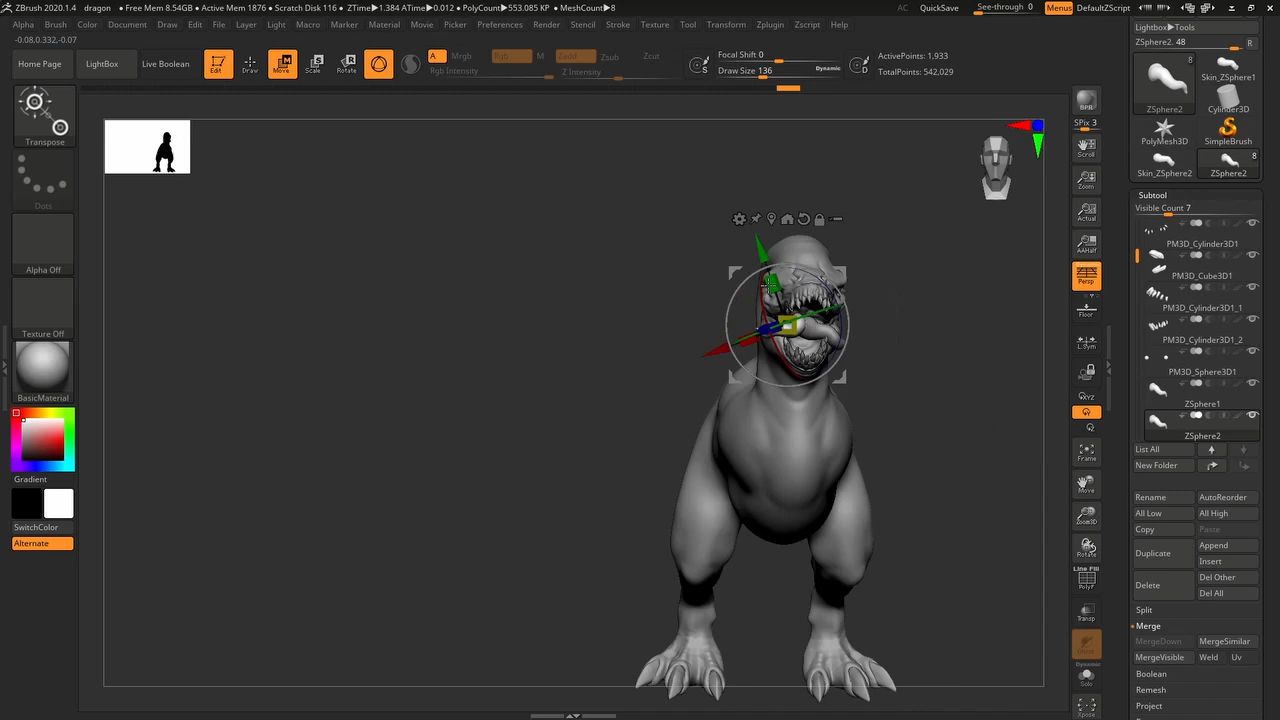 ZBrush 2020.1.4 dragon • Free Mem 8.54GB • Active Mem 1876 • Scratch Disk 116 • ZTime▶1.384 ATime▶0.012 • PolyCount▶553.085 KP • MeshCount▶8
AC QuickSave See-through 0 Menus DefaultZScript
Alpha Brush Color Document Draw Edit File Layer Light Macro Marker Material Movie Picker Preferences Render Stencil Stroke Texture Tool Transform Zplugin Zscript Help
-0.08,0.332,-0.07
Home Page LightBox Live Boolean Edit Draw Move Scale Rotate
A Mrgb Rgb M Zadd Zsub Zcut
Rgb Intensity Z Intensity
Focal Shift 0
Draw Size 136 Dynamic
S D
ActivePoints: 1,933
TotalPoints: 542,029
Transpose
Dots
Alpha Off
Texture Off
BasicMaterial
Gradient
SwitchColor
Alternate
BPR
SPix 3
Scroll
Zoom
Actual
AAHalf
Persp
Floor
L.Sym
XYZ
Y
Z
Frame
Move
Zoom3D
Rotate
Line Fill
PolyF
Transp
Ghost
Dynamic
Solo
Xpose
Lightbox▶Tools
ZSphere2. 48 R
8
Skin_ZSphere1
ZSphere2 Cylinder3D
PolyMesh3D SimpleBrush
8
Skin_ZSphere2 ZSphere2
Subtool
Visible Count 7
PM3D_Cylinder3D1
PM3D_Cube3D1
PM3D_Cylinder3D1_1
PM3D_Cylinder3D1_2
PM3D_Sphere3D1
ZSphere1
ZSphere2
List All
New Folder
Rename AutoReorder
All Low All High
Copy Paste
Duplicate Append
Insert
Delete Del Other
Del All
Split
Merge
MergeDown MergeSimilar
MergeVisible Weld Uv
Boolean
Remesh
Project